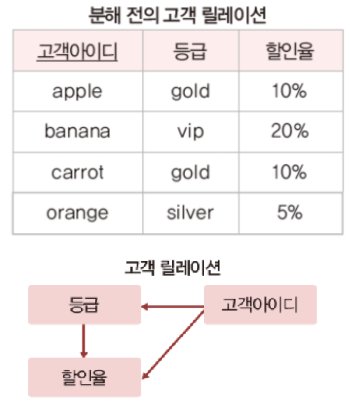 분해 전의 고객 릴레이션
고객아이디 등급 할인율
apple gold 10%
banana vip 20%
carrot gold 10%
orange silver 5%
고객 릴레이션
등급 고객아이디
할인율